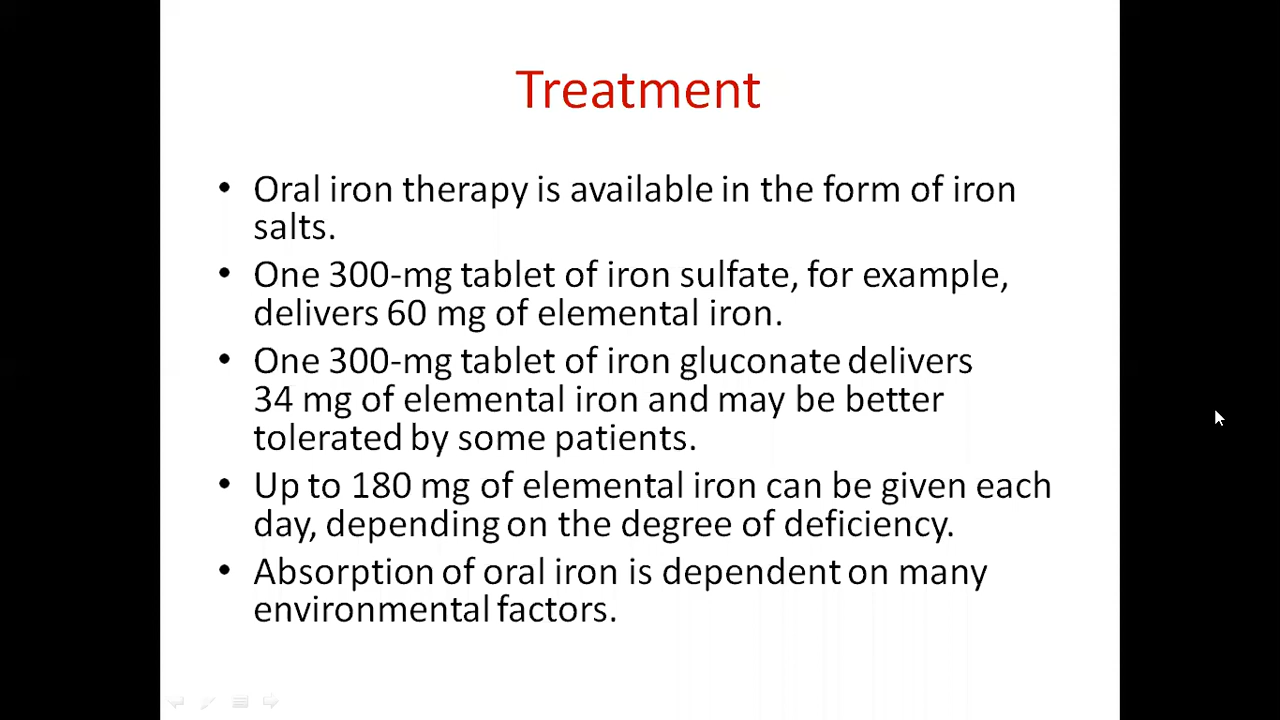 Treatment
• Oral iron therapy is available in the form of iron
salts.
• One 300-mg tablet of iron sulfate, for example,
delivers 60 mg of elemental iron.
• One 300-mg tablet of iron gluconate delivers
34 mg of elemental iron and may be better
tolerated by some patients.
• Up to 180 mg of elemental iron can be given each
day, depending on the degree of deficiency.
• Absorption of oral iron is dependent on many
environmental factors.